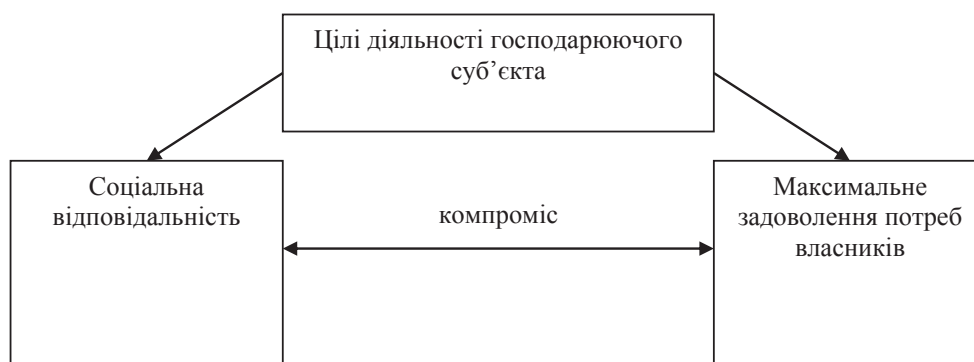 Цілі діяльності господарюючого
суб’єкта
Соціальна
відповідальність
компроміс
Максимальне
задоволення потреб
власників